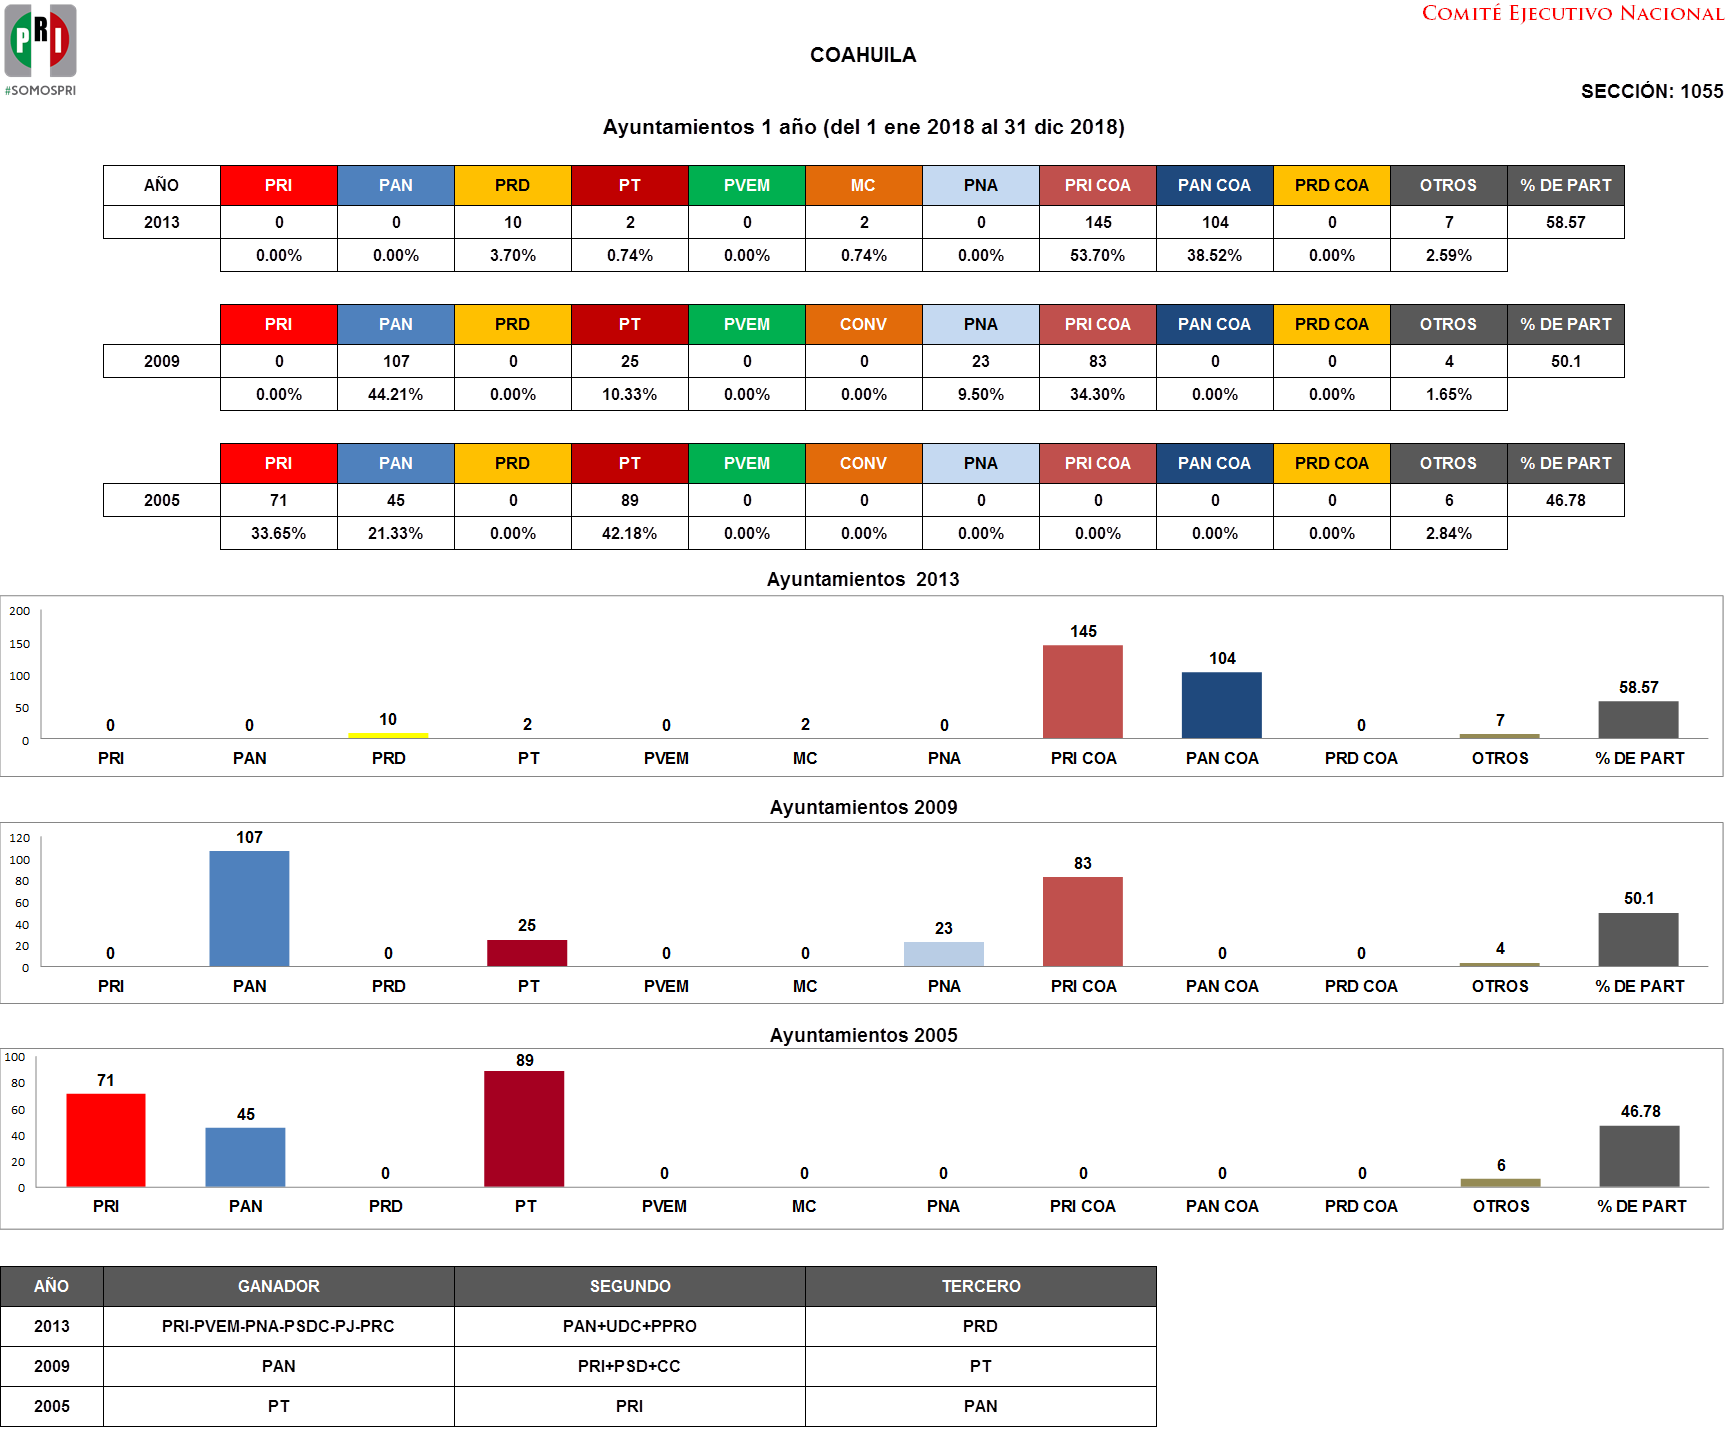 COMITÉ EJECUTIVO NACIONAL
PRI
#SOMOSPRI
COAHUILA
SECCIÓN: 1055
Ayuntamientos 1 año (del 1 ene 2018 al 31 dic 2018)
AÑO PRI PAN PRD PT PVEM MC PNA PRI COA PAN COA PRD COA OTROS % DE PART
2013 0 0 10 2 0 2 0 145 104 0 7 58.57
0.00% 0.00% 3.70% 0.74% 0.00% 0.74% 0.00% 53.70% 38.52% 0.00% 2.59%
PRI PAN PRD PT PVEM CONV PNA PRI COA PAN COA PRD COA OTROS % DE PART
2009 0 107 0 25 0 0 23 83 0 0 4 50.1
0.00% 44.21% 0.00% 10.33% 0.00% 0.00% 9.50% 34.30% 0.00% 0.00% 1.65%
PRI PAN PRD PT PVEM CONV PNA PRI COA PAN COA PRD COA OTROS % DE PART
2005 71 45 0 89 0 0 0 0 0 0 6 46.78
33.65% 21.33% 0.00% 42.18% 0.00% 0.00% 0.00% 0.00% 0.00% 0.00% 2.84%
Ayuntamientos 2013
200
150
100
50
0
0 0 10 2 0 2 0 145 104 0 7 58.57
PRI PAN PRD PT PVEM MC PNA PRI COA PAN COA PRD COA OTROS % DE PART
Ayuntamientos 2009
120
100
80
60
40
20
0
0 107 0 25 0 0 23 83 0 0 4 50.1
PRI PAN PRD PT PVEM MC PNA PRI COA PAN COA PRD COA OTROS % DE PART
Ayuntamientos 2005
100
80
60
40
20
0
71 45 0 89 0 0 0 0 0 0 6 46.78
PRI PAN PRD PT PVEM MC PNA PRI COA PAN COA PRD COA OTROS % DE PART
AÑO GANADOR SEGUNDO TERCERO
2013 PRI-PVEM-PNA-PSDC-PJ-PRC PAN+UDC+PPRO PRD
2009 PAN PRI+PSD+CC PT
2005 PT PRI PAN